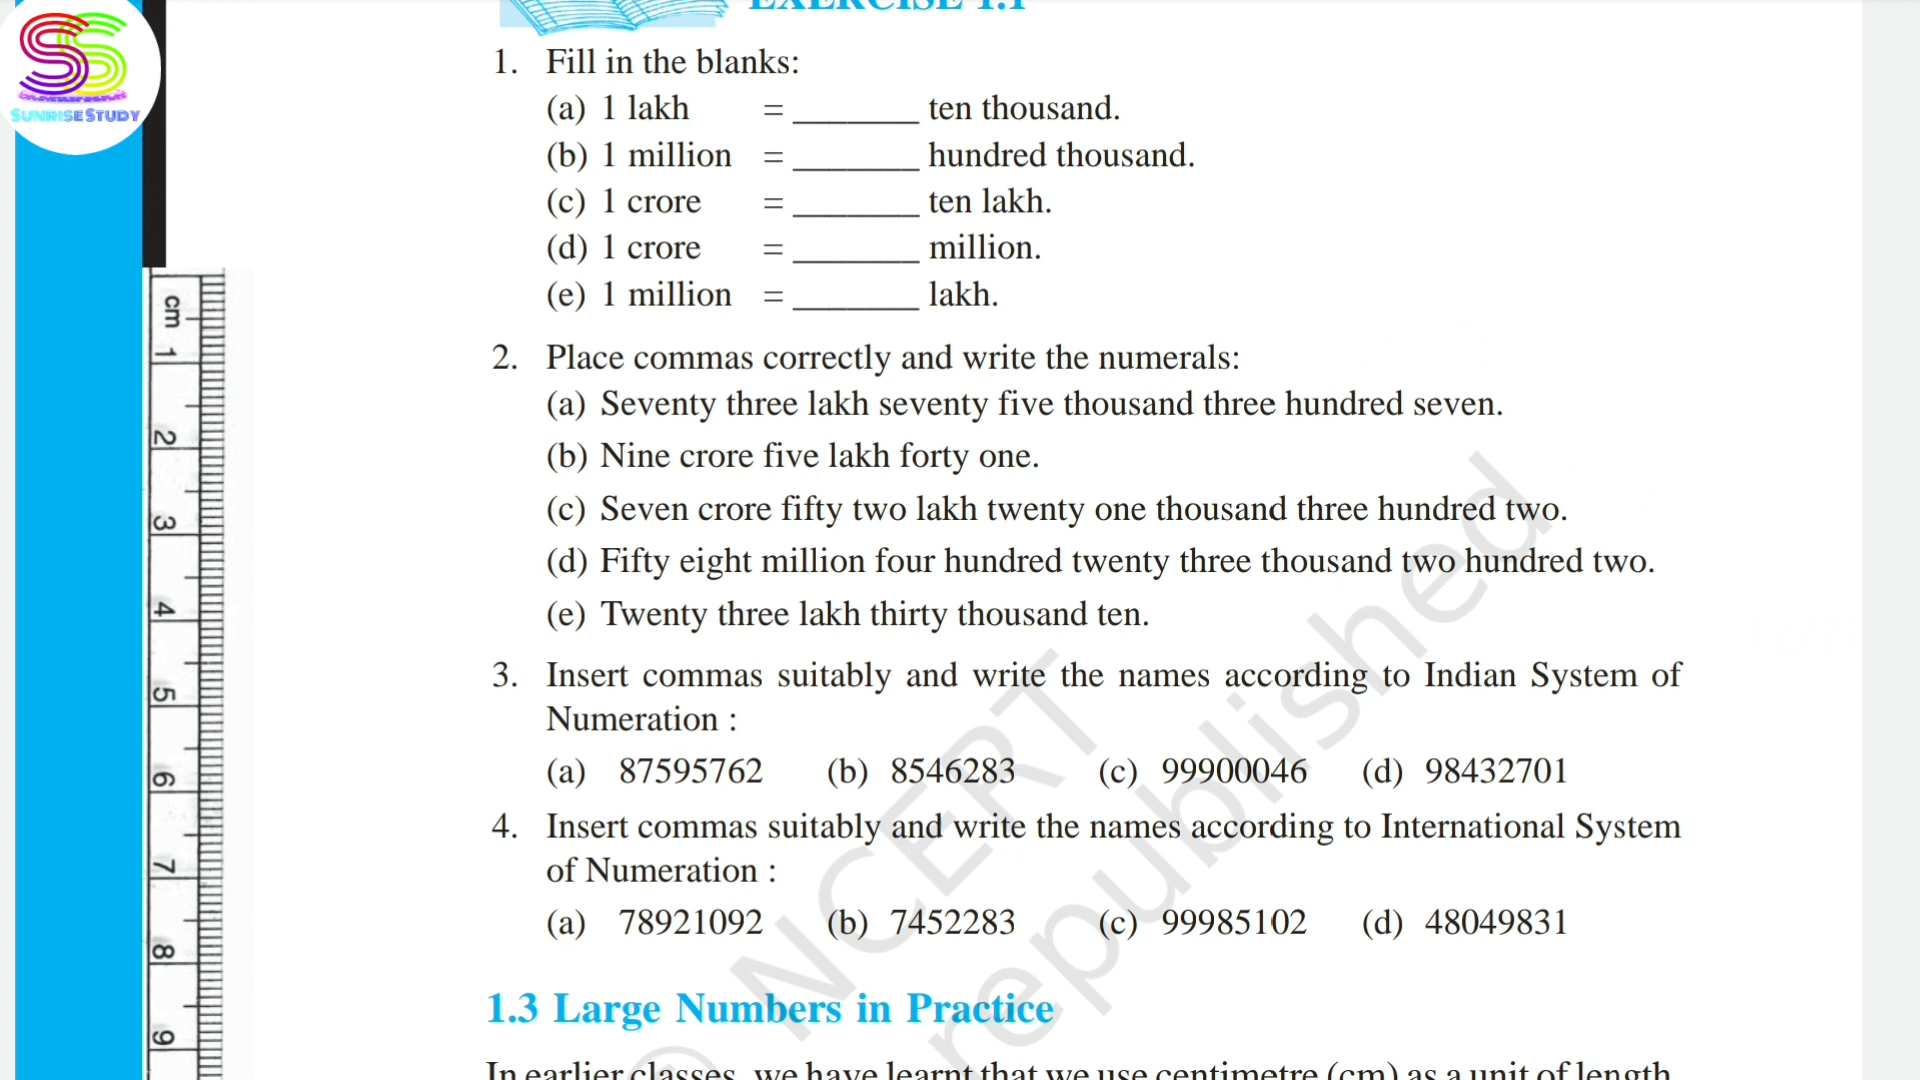 SUNRISESTUDY
EXERCISE 1.1
1. Fill in the blanks:
(a) 1 lakh = _______ ten thousand.
(b) 1 million = _______ hundred thousand.
(c) 1 crore = _______ ten lakh.
(d) 1 crore = _______ million.
(e) 1 million = _______ lakh.
2. Place commas correctly and write the numerals:
(a) Seventy three lakh seventy five thousand three hundred seven.
(b) Nine crore five lakh forty one.
(c) Seven crore fifty two lakh twenty one thousand three hundred two.
(d) Fifty eight million four hundred twenty three thousand two hundred two.
(e) Twenty three lakh thirty thousand ten.
3. Insert commas suitably and write the names according to Indian System of
Numeration :
(a) 87595762 (b) 8546283 (c) 99900046 (d) 98432701
4. Insert commas suitably and write the names according to International System
of Numeration :
(a) 78921092 (b) 7452283 (c) 99985102 (d) 48049831
1.3 Large Numbers in Practice
In earlier classes, we have learnt that we use centimetre (cm) as a unit of length
cm 1 2 3 4 5 6 7 8 9
© NCERT
republished